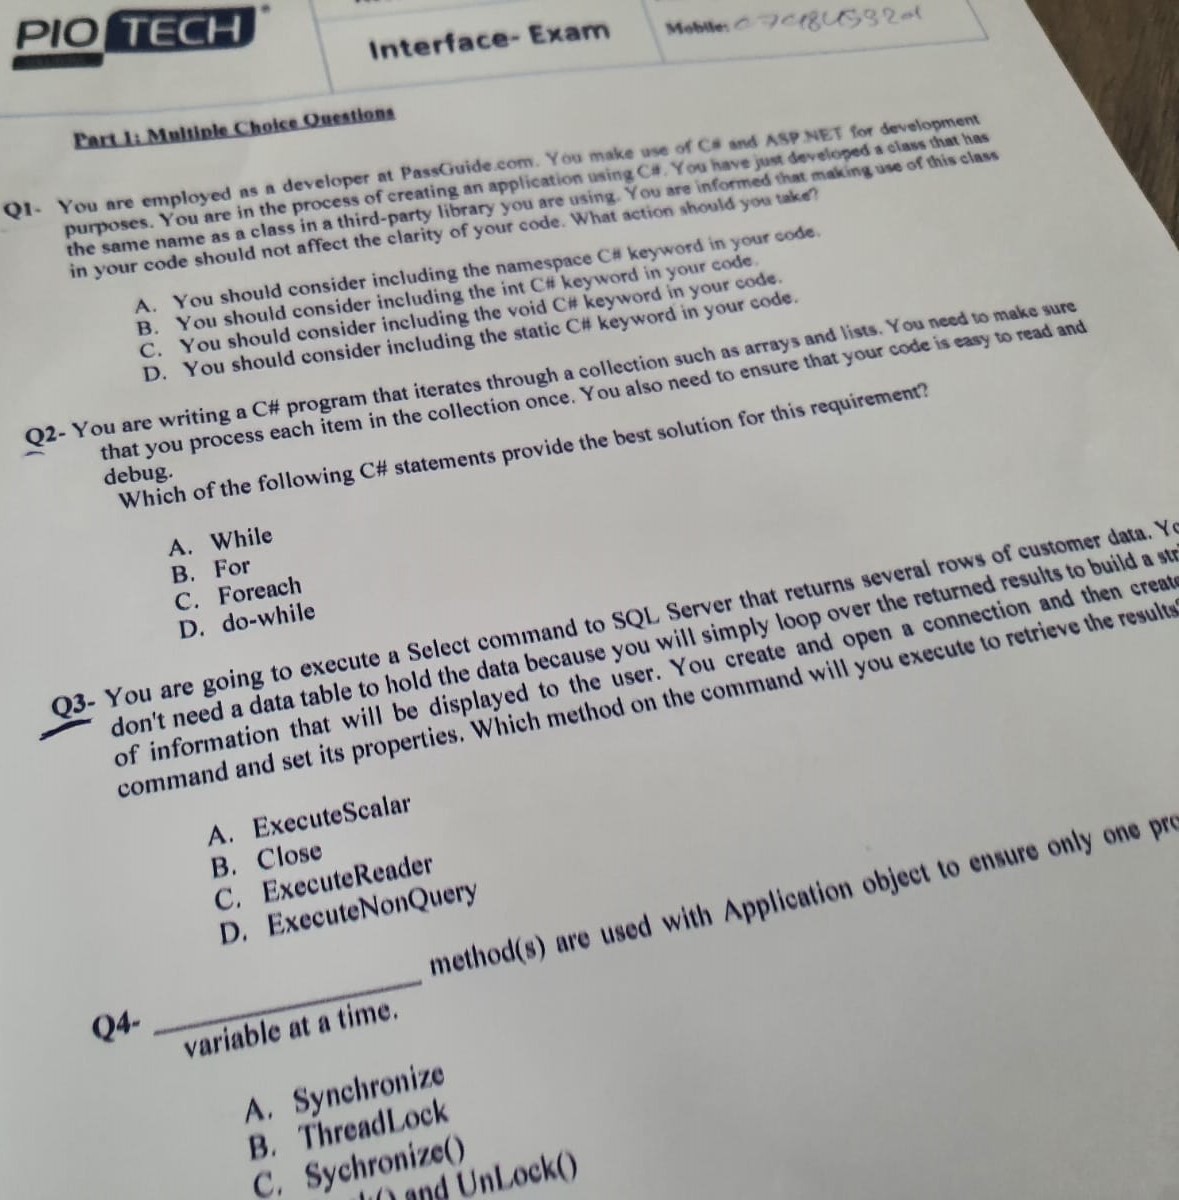 PIO TECH
Interface- Exam
Mobile:
Part 1: Multiple Choice Questions
Q1- You are employed as a developer at PassGuide.com. You make use of C# and ASP.NET for development
purposes. You are in the process of creating an application using C#. You have just developed a class that has
the same name as a class in a third-party library you are using. You are informed that making use of this class
in your code should not affect the clarity of your code. What action should you take?
A. You should consider including the namespace C# keyword in your code.
B. You should consider including the int C# keyword in your code.
C. You should consider including the void C# keyword in your code.
D. You should consider including the static C# keyword in your code.
Q2- You are writing a C# program that iterates through a collection such as arrays and lists. You need to make sure
that you process each item in the collection once. You also need to ensure that your code is easy to read and
debug.
Which of the following C# statements provide the best solution for this requirement?
A. While
B. For
C. Foreach
D. do-while
Q3- You are going to execute a Select command to SQL Server that returns several rows of customer data.
don't need a data table to hold the data because you will simply loop over the returned results to build a
of information that will be displayed to the user. You create and open a connection and then create
command and set its properties. Which method on the command will you execute to retrieve the results
A. ExecuteScalar
B. Close
C. ExecuteReader
D. ExecuteNonQuery
Q4- ____________ method(s) are used with Application object to ensure only one
variable at a time.
A. Synchronize
B. ThreadLock
C. Sychronize()
and UnLock()